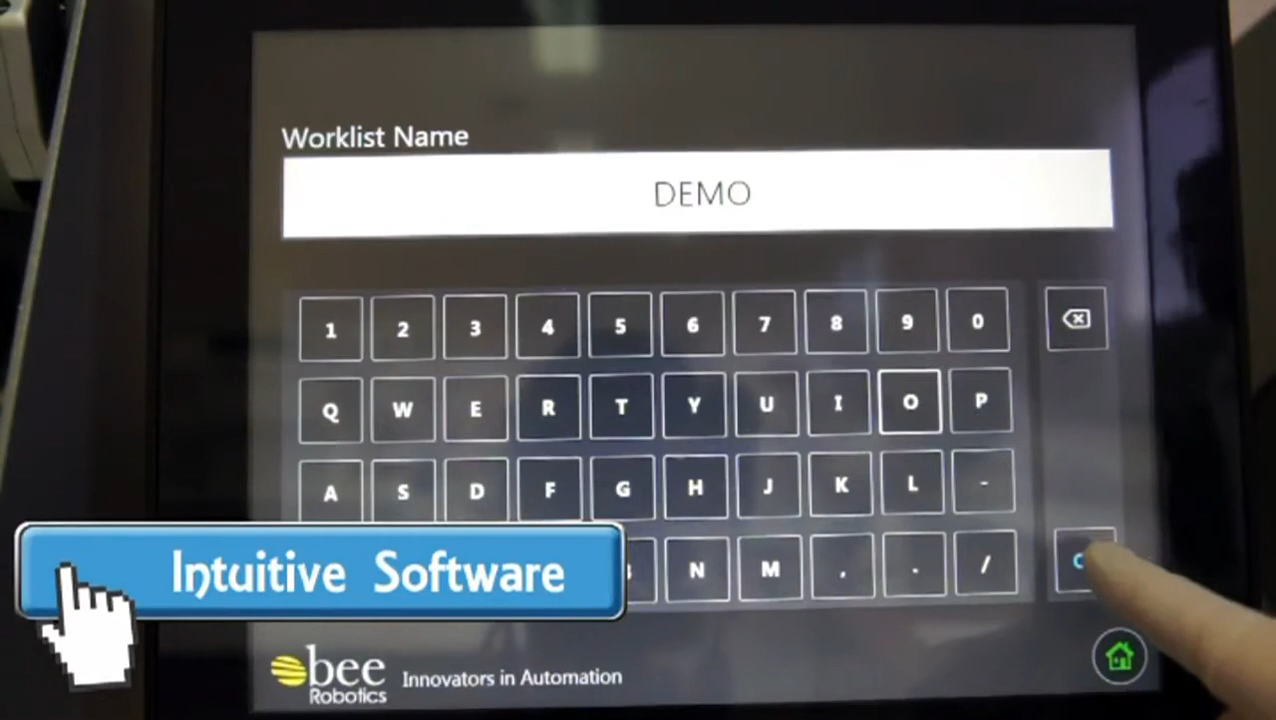 Worklist Name
DEMO
1 2 3 4 5 6 7 8 9 0
Q W E R T Y U I O P
A S D F G H J K L -
N M , . /
Intuitive Software
bee
Robotics
Innovators in Automation